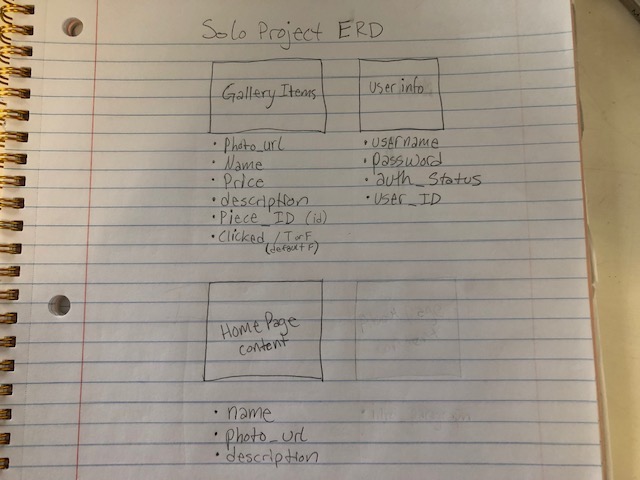 Solo Project ERD
Gallery Items
• Photo_url
• Name
• Price
• description
• Piece_ID (id)
• Clicked / T or F
(default F)
User info
• username
• password
• auth_status
• user_ID
Home Page
content
• name
• photo_url
• description